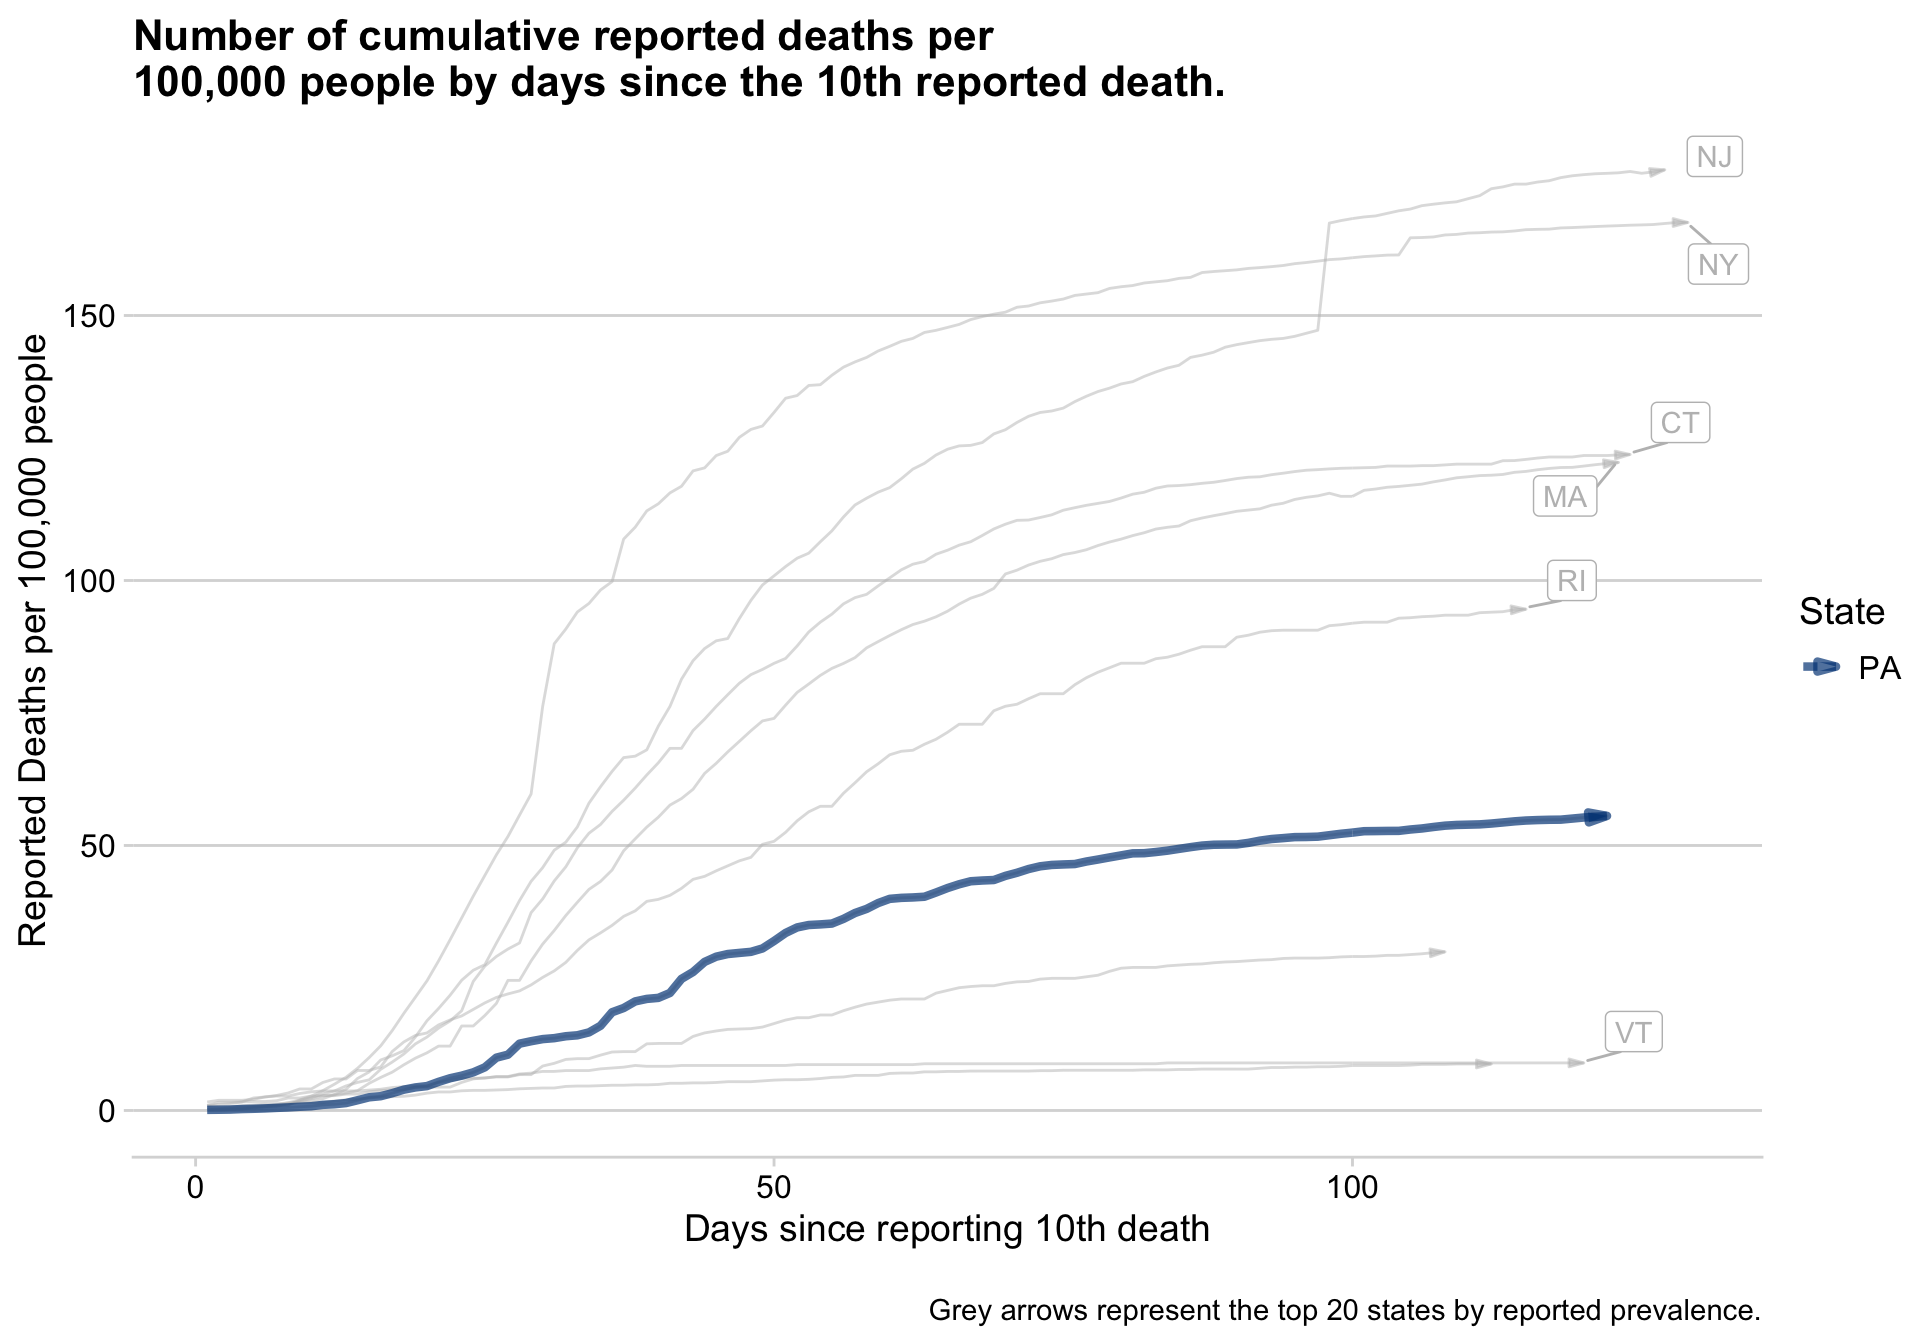 Number of cumulative reported deaths per
100,000 people by days since the 10th reported death.
Reported Deaths per 100,000 people
150
100
50
0
NJ
NY
CT
MA
RI
VT
State
PA
0
50
100
Days since reporting 10th death
Grey arrows represent the top 20 states by reported prevalence.